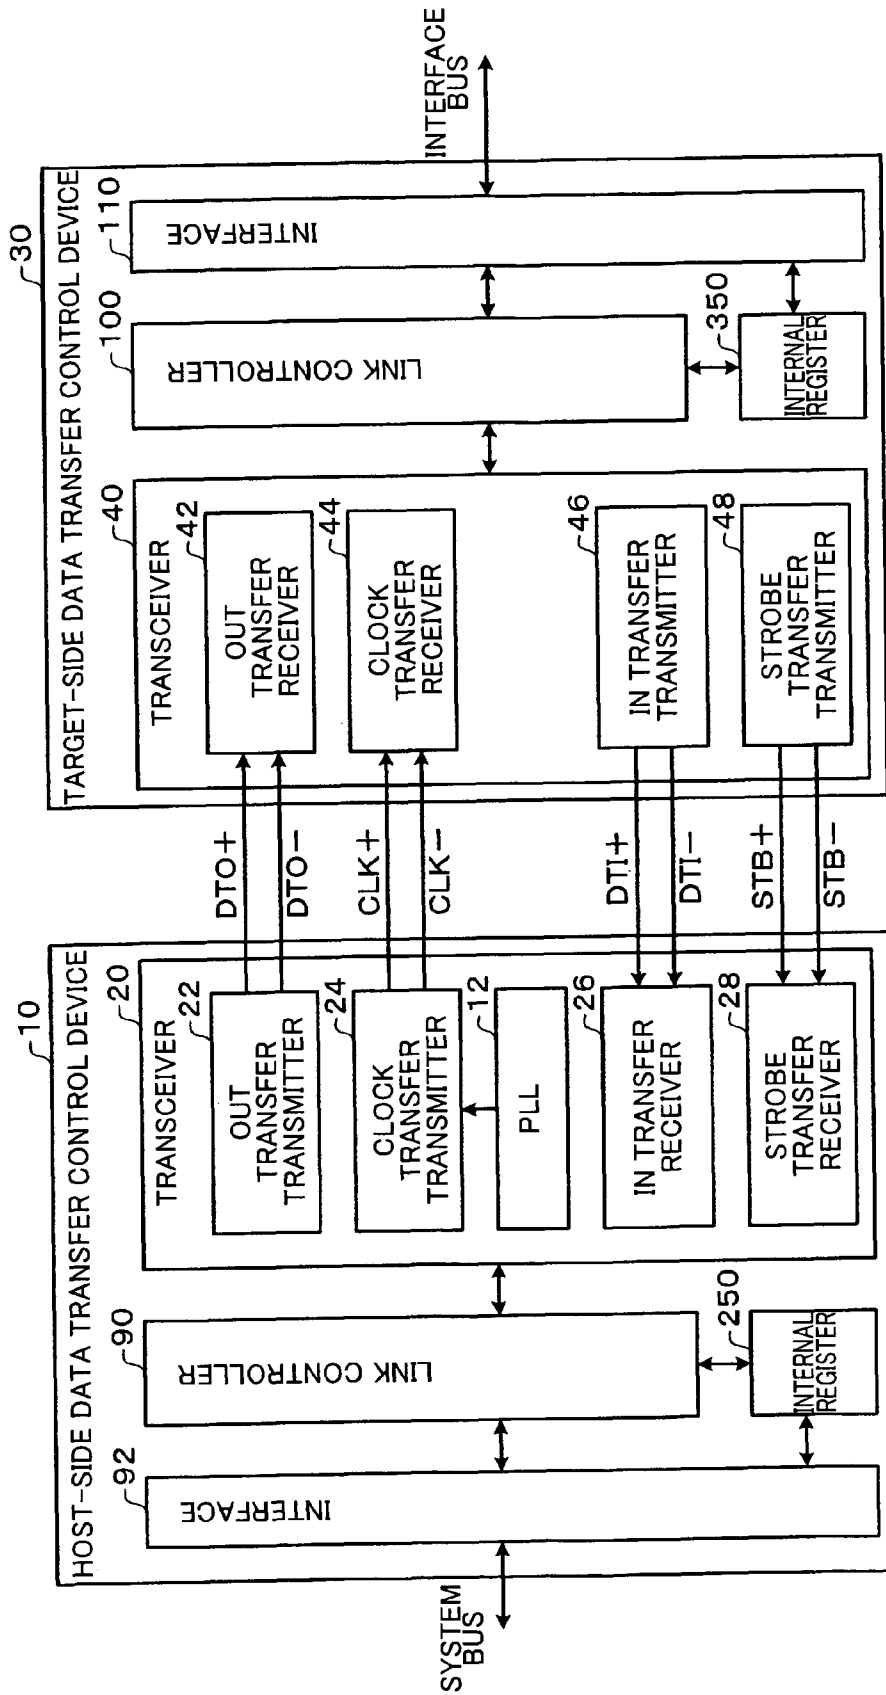 10
HOST-SIDE DATA TRANSFER CONTROL DEVICE
SYSTEM
BUS
92
INTERFACE
90
LINK CONTROLLER
250
INTERNAL
REGISTER
20
TRANSCEIVER
22
OUT
TRANSFER
TRANSMITTER
24
CLOCK
TRANSFER
TRANSMITTER
12
PLL
26
IN TRANSFER
RECEIVER
28
STROBE
TRANSFER
RECEIVER
DTO+
DTO-
CLK+
CLK-
DTI+
DTI-
STB+
STB-
30
TARGET-SIDE DATA TRANSFER CONTROL DEVICE
40
TRANSCEIVER
42
OUT
TRANSFER
RECEIVER
44
CLOCK
TRANSFER
RECEIVER
46
IN TRANSFER
TRANSMITTER
48
STROBE
TRANSFER
TRANSMITTER
100
LINK CONTROLLER
350
INTERNAL
REGISTER
110
INTERFACE
INTERFACE
BUS